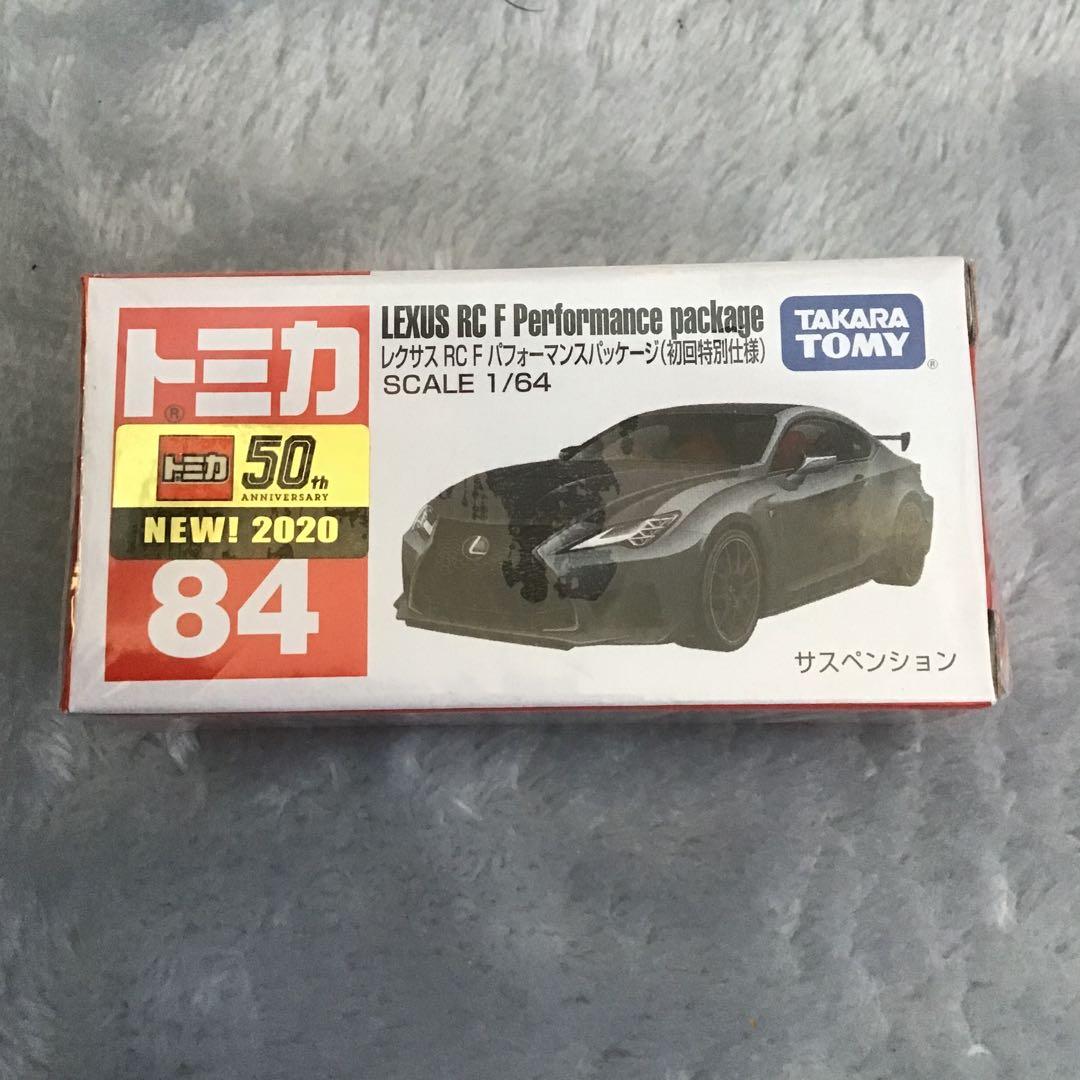 トミカ
®
トミカ 50th
ANNIVERSARY
NEW! 2020
84
LEXUS RC F Performance package
レクサス RC F パフォーマンスパッケージ(初回特別仕様)
SCALE 1/64
TAKARA
TOMY®
サスペンション